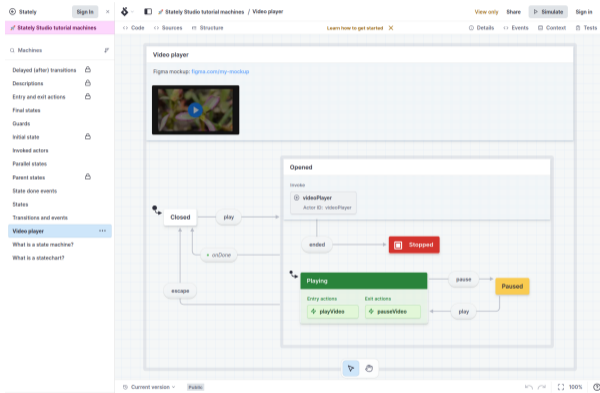 Stately
Sign In
Stately Studio tutorial machines
Machines
Delayed (after) transitions
Descriptions
Entry and exit actions
Final states
Guards
Initial state
Invoked actors
Parallel states
Parent states
State done events
States
Transitions and events
Video player
What is a state machine?
What is a statechart?
Stately Studio tutorial machines / Video player
View only
Share
Simulate
Sign in
Code
Sources
Structure
Learn how to get started
Details
Events
Context
Tests
Video player
Figma mockup: figma.com/my-mockup
Opened
Invoke
videoPlayer
Actor ID: videoPlayer
Closed
play
ended
Stopped
onDone
Playing
pause
Paused
Entry actions
Exit actions
playVideo
pauseVideo
play
escape
Current version
Public
100%